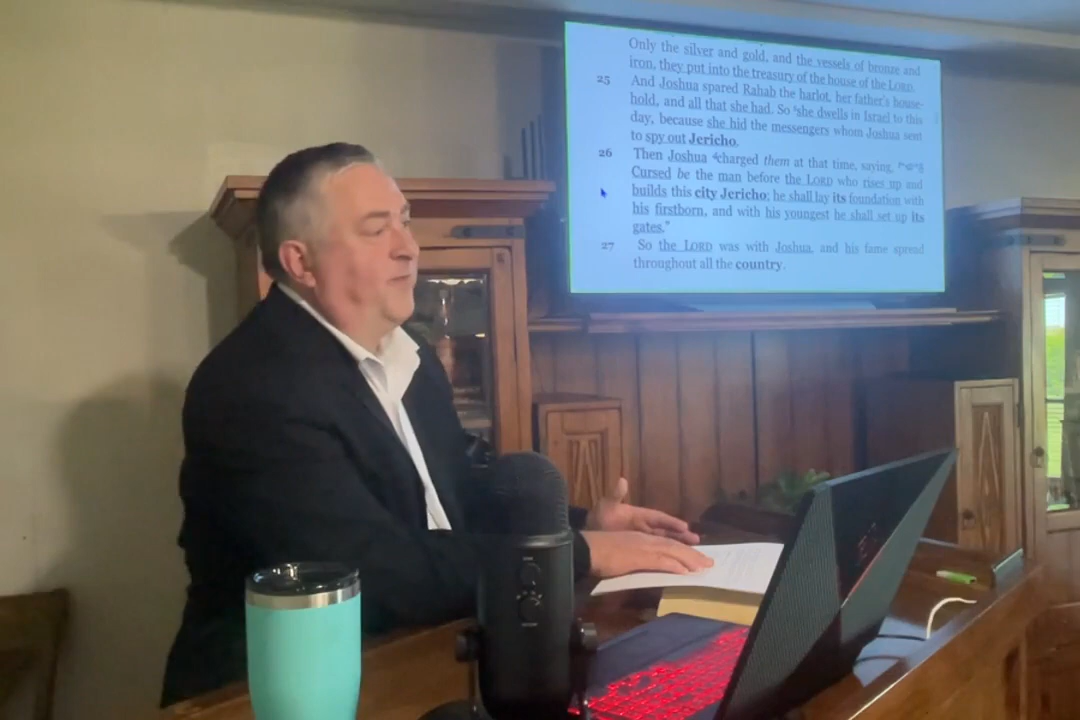 Only the silver and gold, and the vessels of bronze and
iron, they put into the treasury of the house of the LORD.
25 And Joshua spared Rahab the harlot, her father's house-
hold, and all that she had. So she dwells in Israel to this
day, because she hid the messengers whom Joshua sent
to spy out Jericho.
26 Then Joshua charged them at that time, saying,
Cursed be the man before the LORD who rises up and
builds this city Jericho; he shall lay its foundation with
his firstborn, and with his youngest he shall set up its
gates."
27 So the LORD was with Joshua, and his fame spread
throughout all the country.